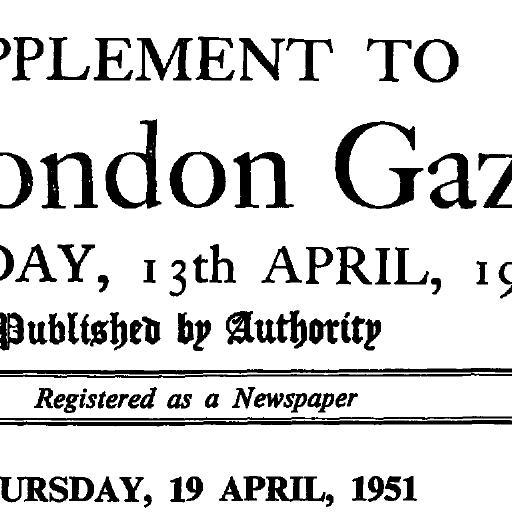 PPLEMENT TO
ondon Gaz
DAY, 13th APRIL, 19
Published by Authority
Registered as a Newspaper
URSDAY, 19 APRIL, 1951